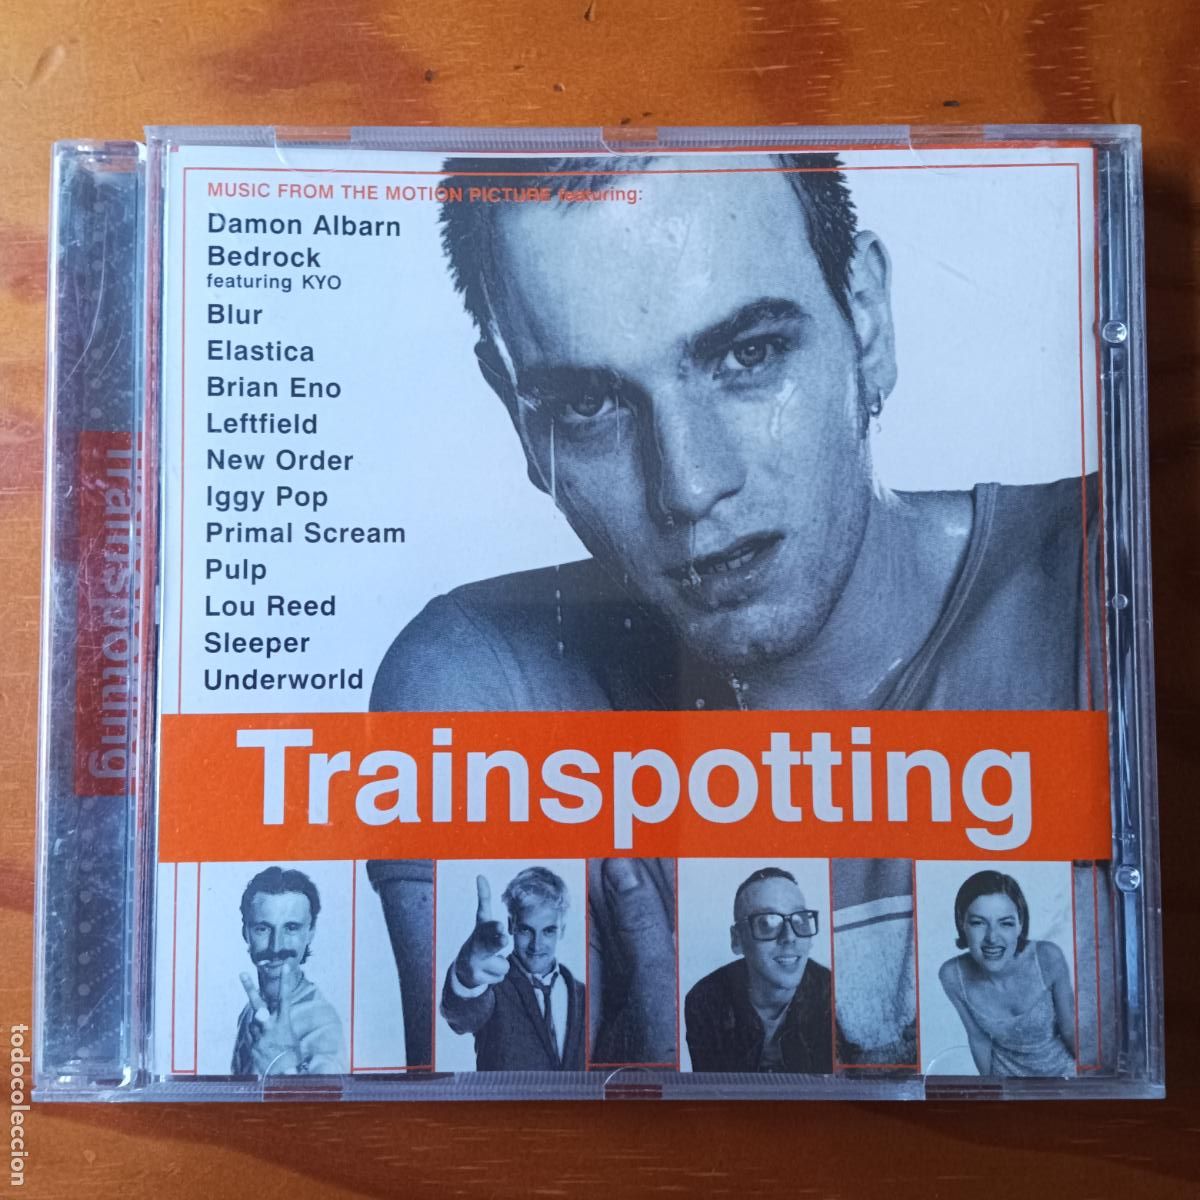 MUSIC FROM THE MOTION PICTURE featuring:
Damon Albarn
Bedrock
featuring KYO
Blur
Elastica
Brian Eno
Leftfield
New Order
Iggy Pop
Primal Scream
Pulp
Lou Reed
Sleeper
Underworld
Trainspotting
Trainspotting
todocoleccion